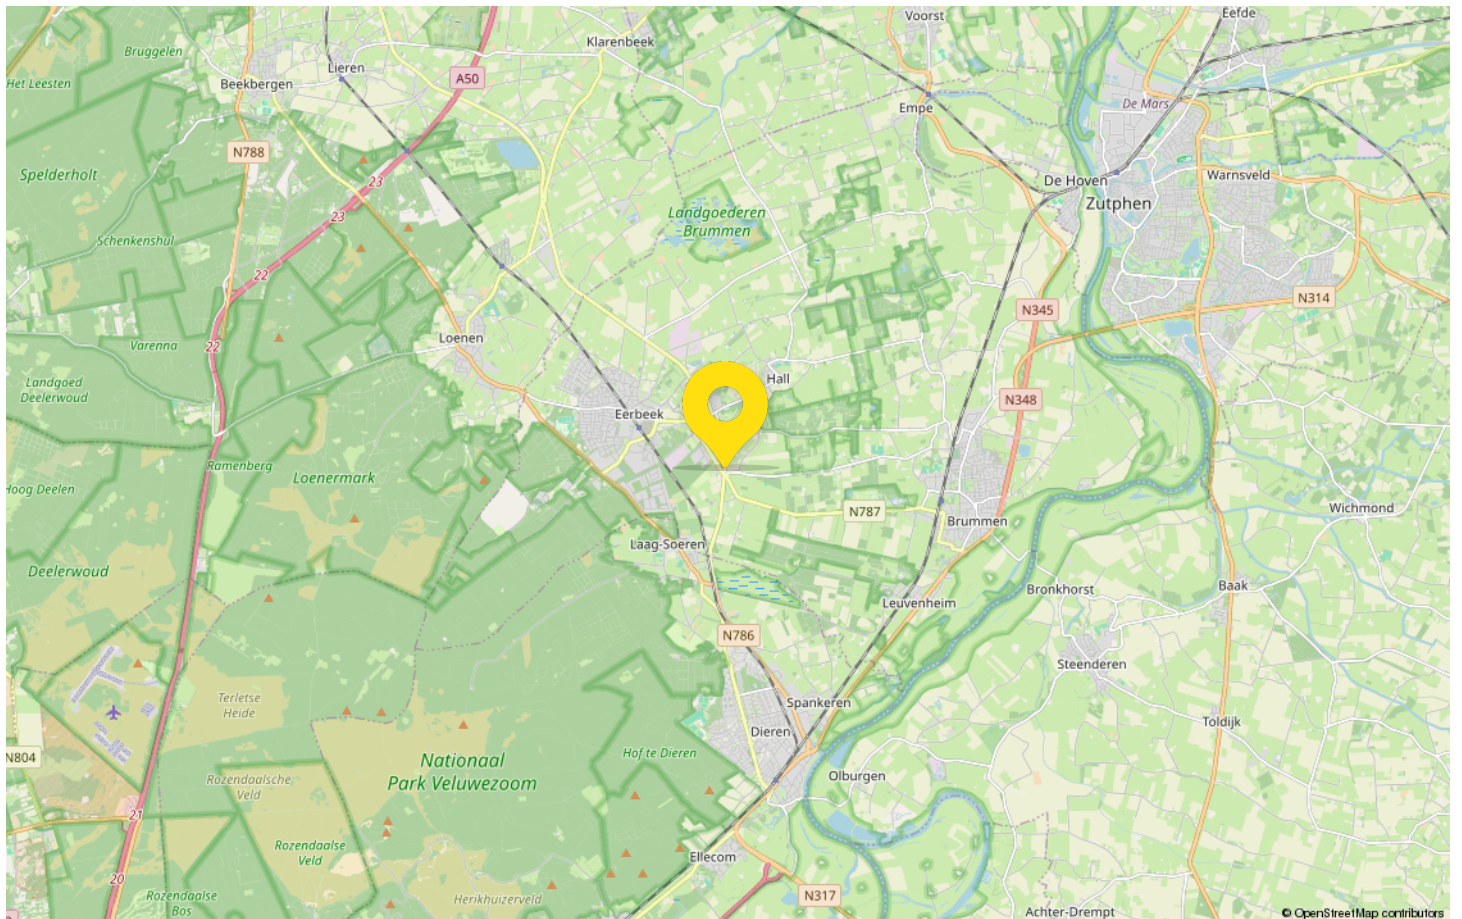 Voorst
Eefde
Bruggelen
Klarenbeek
Lieren
Het Leesten
Beekbergen
A50
De Mars
Empe
N788
Spelderholt
23
De Hoven
Warnsveld
Zutphen
23
Landgoederen
Brummen
Schenkenshul
22
N314
N345
Loenen
Varenna
22
Landgoed
Deelerwoud
Hall
N348
Eerbeek
Ramenberg
Loenermark
Hoog Deelen
Wichmond
N787
Brummen
Laag-Soeren
Deelerwoud
Baak
Bronkhorst
Leuvenheim
N786
Steenderen
Terletse
Heide
Spankeren
Toldijk
Dieren
Hof te Dieren
N804
Nationaal
Park Veluwezoom
Olburgen
Rozendaalsche
Veld
21
Rozendaalse
Veld
Ellecom
20
Rozendaalse
Bos
Herikhuizerveld
N317
Achter-Drempt
© OpenStreetMap contributors